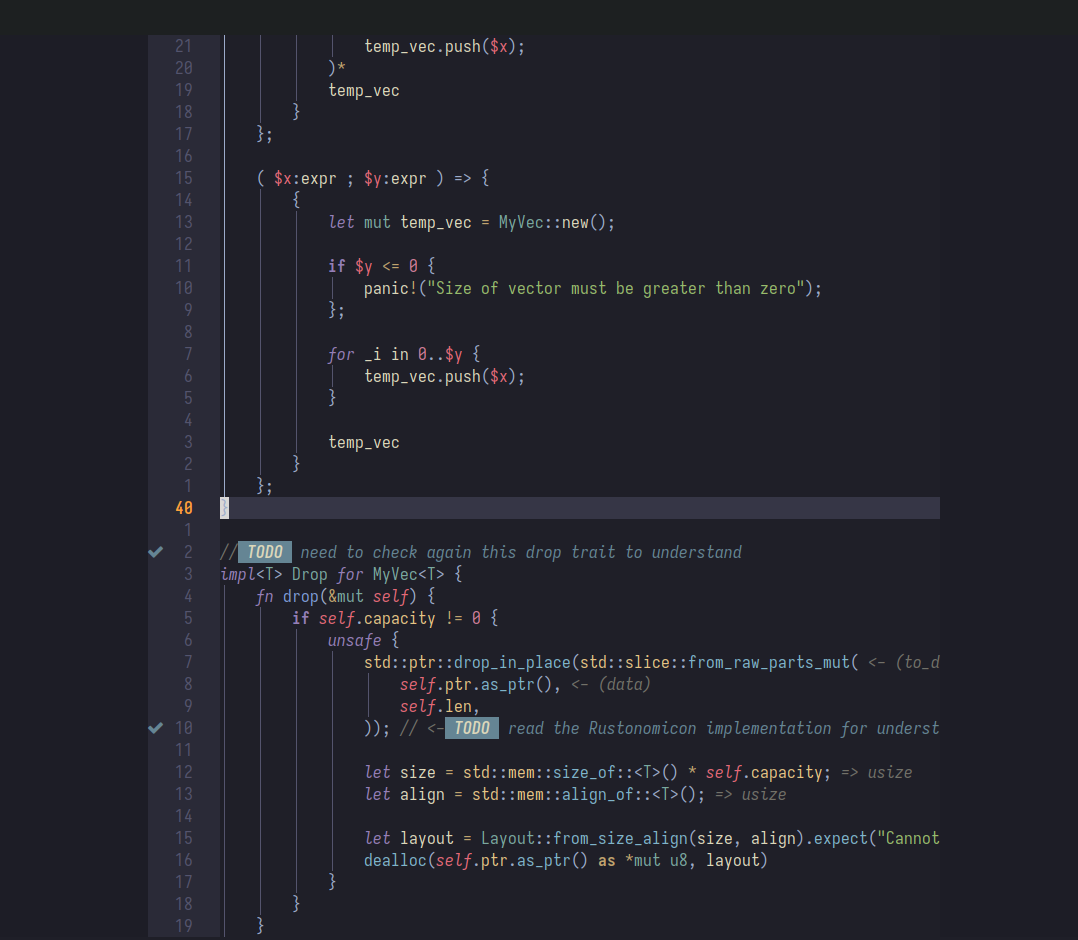 21 temp_vec.push($x);
20 )*
19 temp_vec
18 }
17 };
16
15 ( $x:expr ; $y:expr ) => {
14 {
13 let mut temp_vec = MyVec::new();
12
11 if $y <= 0 {
10 panic!("Size of vector must be greater than zero");
9 };
8
7 for _i in 0..$y {
6 temp_vec.push($x);
5 }
4
3 temp_vec
2 }
1 };
40 }
1
2 // TODO need to check again this drop trait to understand
3 impl<T> Drop for MyVec<T> {
4 fn drop(&mut self) {
5 if self.capacity != 0 {
6 unsafe {
7 std::ptr::drop_in_place(std::slice::from_raw_parts_mut( <- (to_d
8 self.ptr.as_ptr(), <- (data)
9 self.len,
10 )); // <- TODO read the Rustonomicon implementation for underst
11
12 let size = std::mem::size_of::<T>() * self.capacity; => usize
13 let align = std::mem::align_of::<T>(); => usize
14
15 let layout = Layout::from_size_align(size, align).expect("Cannot
16 dealloc(self.ptr.as_ptr() as *mut u8, layout)
17 }
18 }
19 }